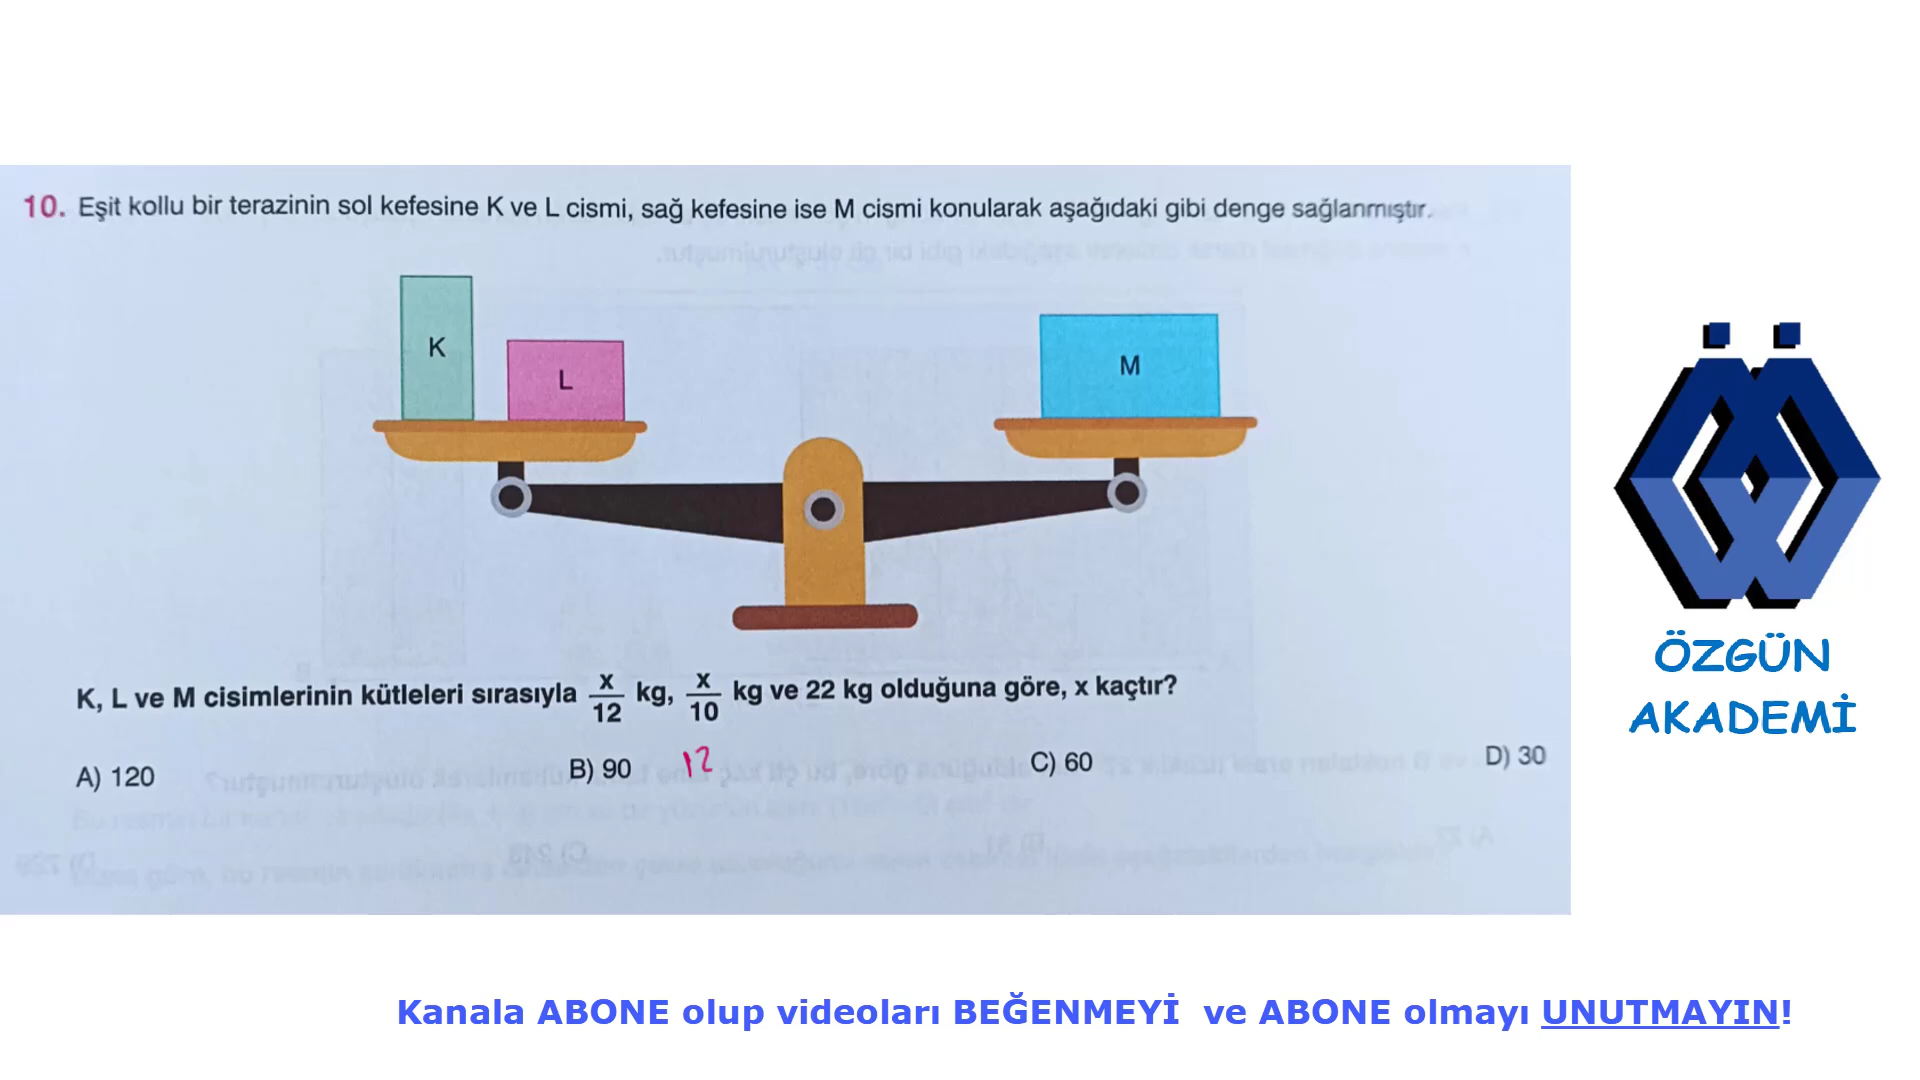 10. Eşit kollu bir terazinin sol kefesine K ve L cismi, sağ kefesine ise M cismi konularak aşağıdaki gibi denge sağlanmıştır.
K
L
M
K, L ve M cisimlerinin kütleleri sırasıyla x/12 kg, x/10 kg ve 22 kg olduğuna göre, x kaçtır?
A) 120 B) 90 12 C) 60 D) 30
ÖZGÜN
AKADEMİ
Kanala ABONE olup videoları BEĞENMEYİ ve ABONE olmayı UNUTMAYIN!